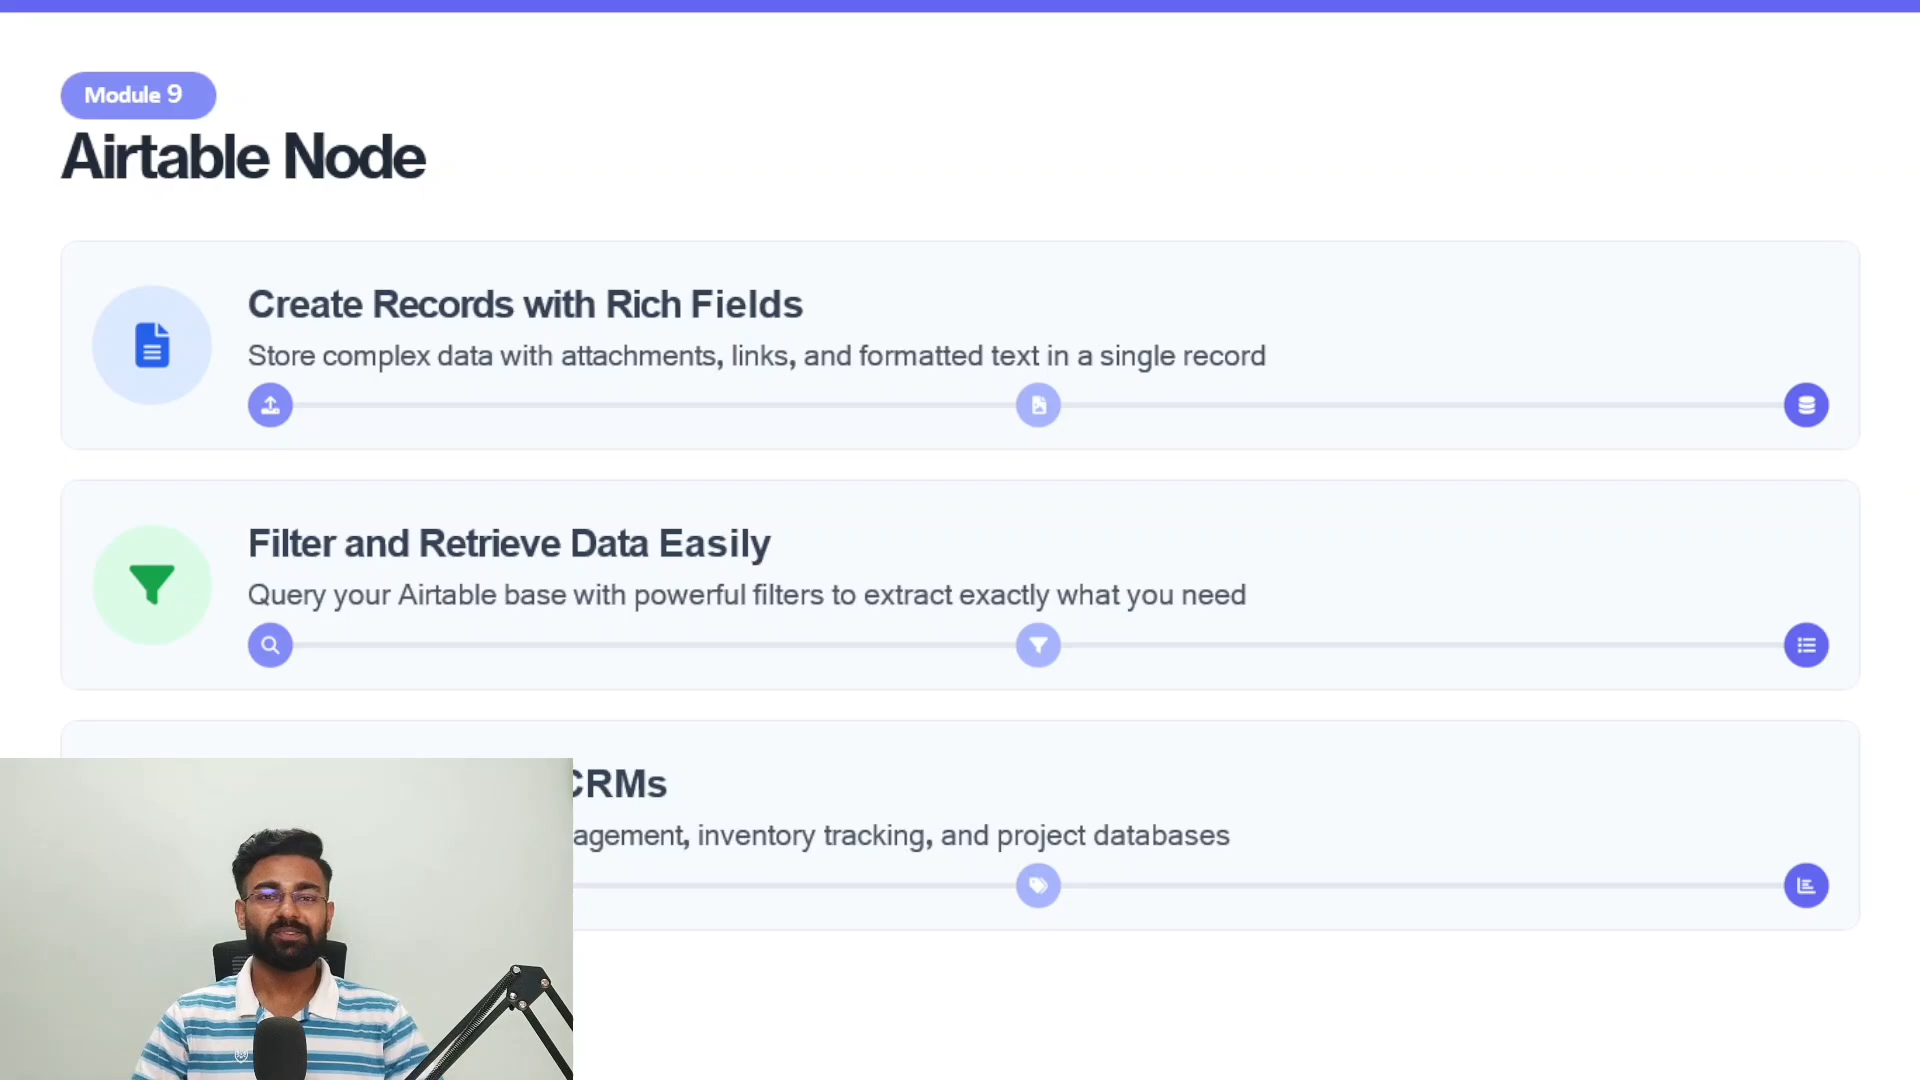 Module 9
Airtable Node
Create Records with Rich Fields
Store complex data with attachments, links, and formatted text in a single record
Filter and Retrieve Data Easily
Query your Airtable base with powerful filters to extract exactly what you need
CRMs
agement, inventory tracking, and project databases